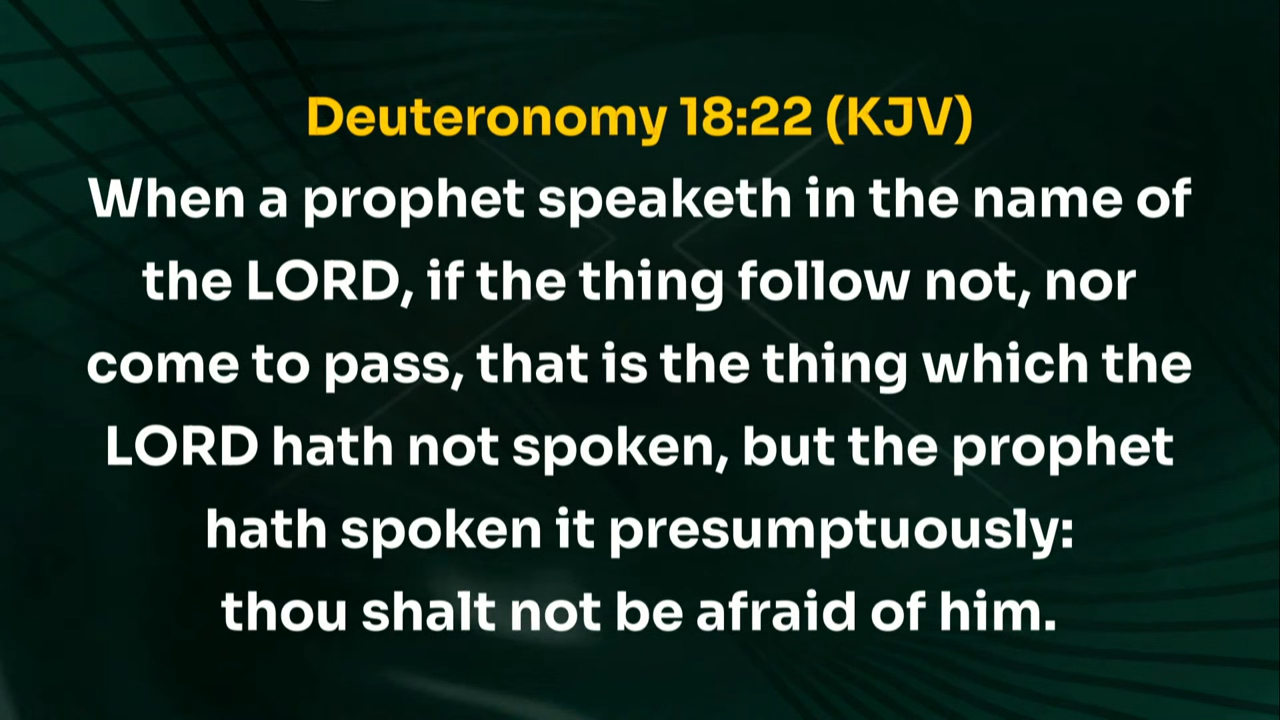 Deuteronomy 18:22 (KJV)
When a prophet speaketh in the name of
the LORD, if the thing follow not, nor
come to pass, that is the thing which the
LORD hath not spoken, but the prophet
hath spoken it presumptuously:
thou shalt not be afraid of him.